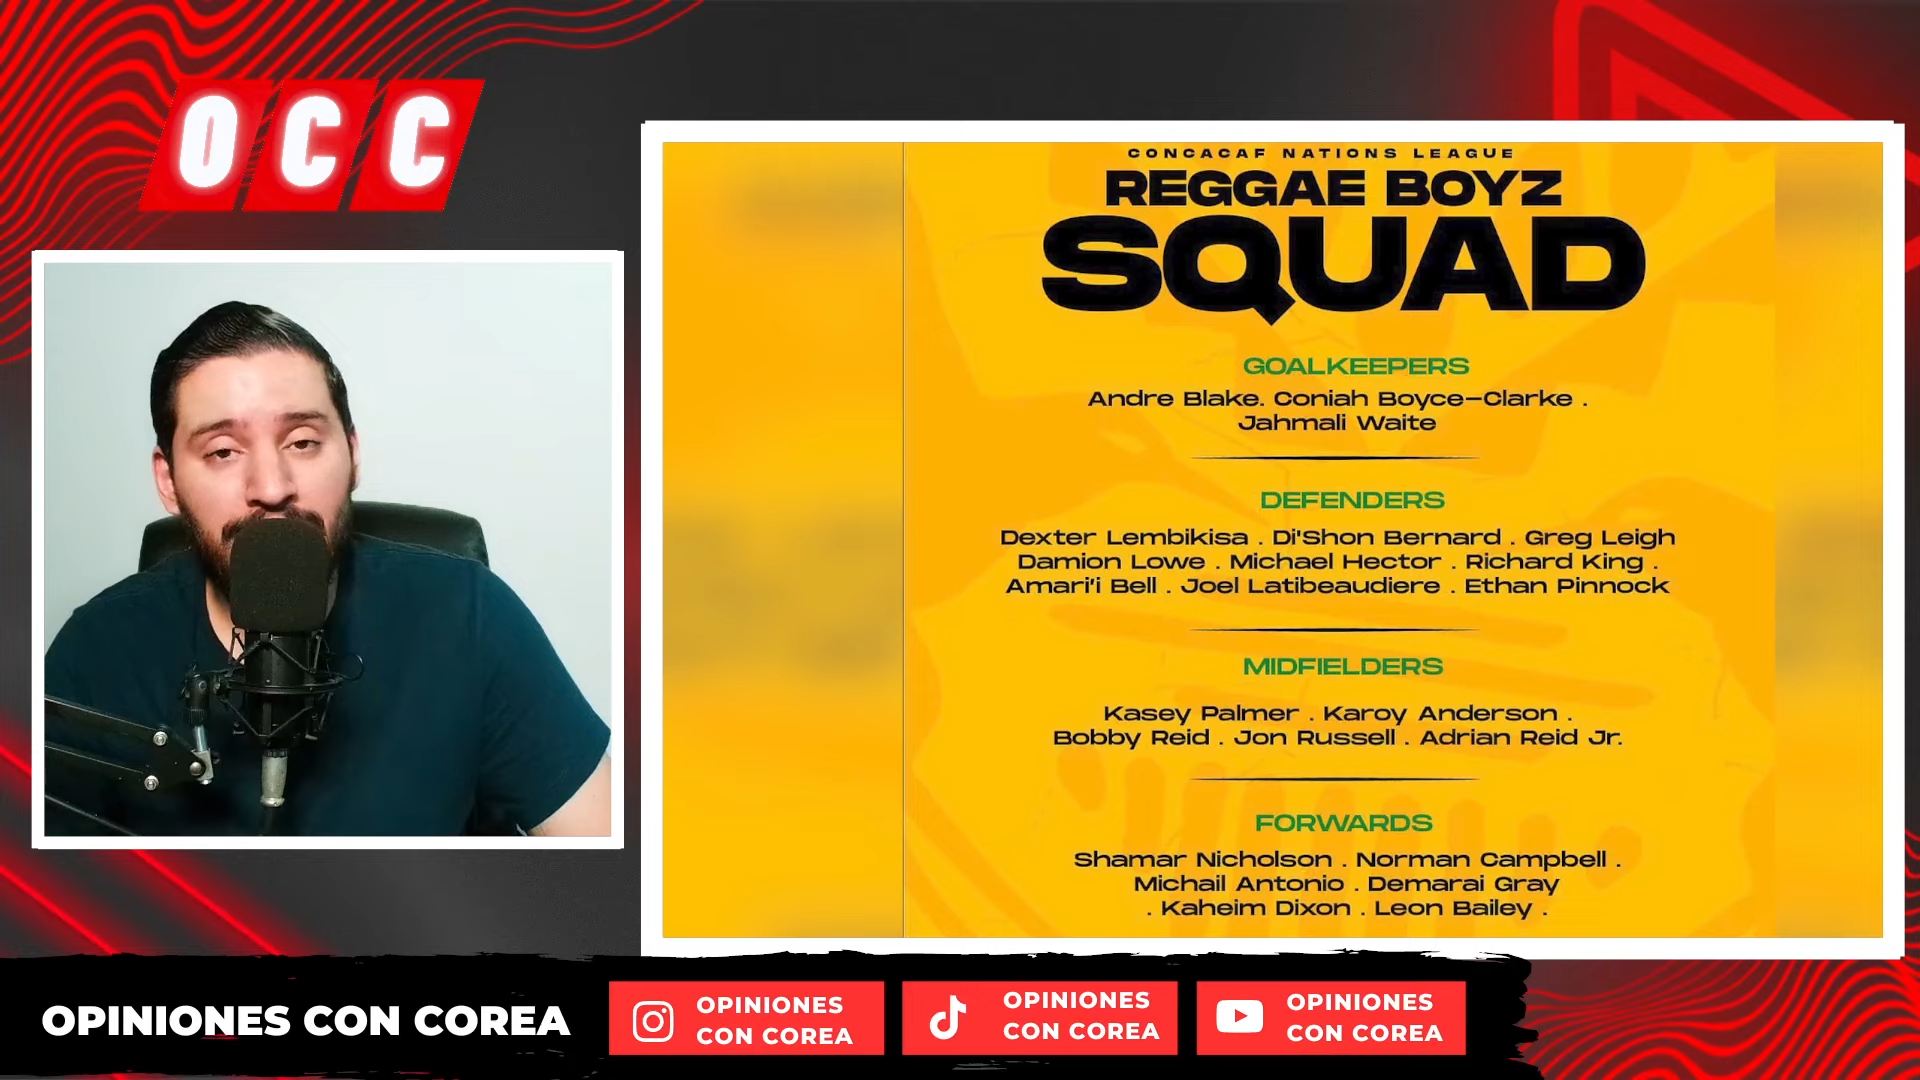 OCC
CONCACAF NATIONS LEAGUE
REGGAE BOYZ
SQUAD
GOALKEEPERS
Andre Blake. Coniah Boyce-Clarke .
Jahmali Waite
DEFENDERS
Dexter Lembikisa . Di'Shon Bernard . Greg Leigh
Damion Lowe . Michael Hector . Richard King .
Amari'i Bell . Joel Latibeaudiere . Ethan Pinnock
MIDFIELDERS
Kasey Palmer . Karoy Anderson .
Bobby Reid . Jon Russell . Adrian Reid Jr.
FORWARDS
Shamar Nicholson . Norman Campbell .
Michail Antonio . Demarai Gray
. Kaheim Dixon . Leon Bailey .
OPINIONES CON COREA
OPINIONES
CON COREA
OPINIONES
CON COREA
OPINIONES
CON COREA